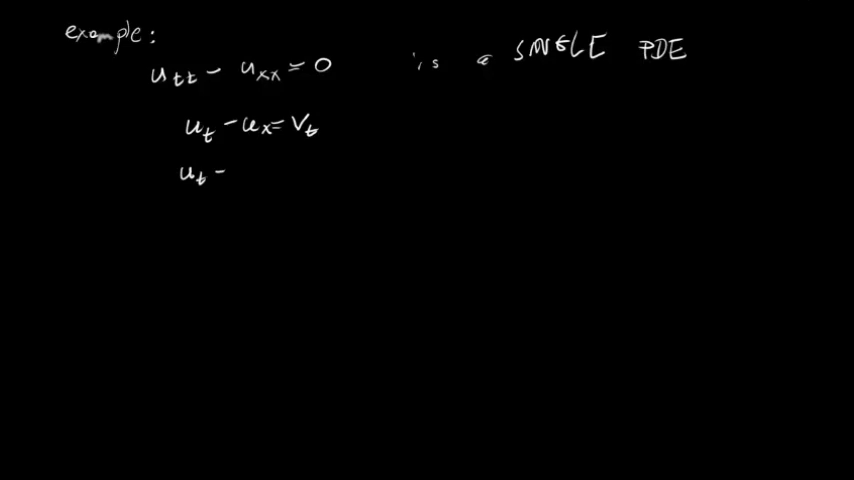 example:
u_tt - u_xx = 0 is a SINGLE PDE
u_t - u_x = v_t
u_t -